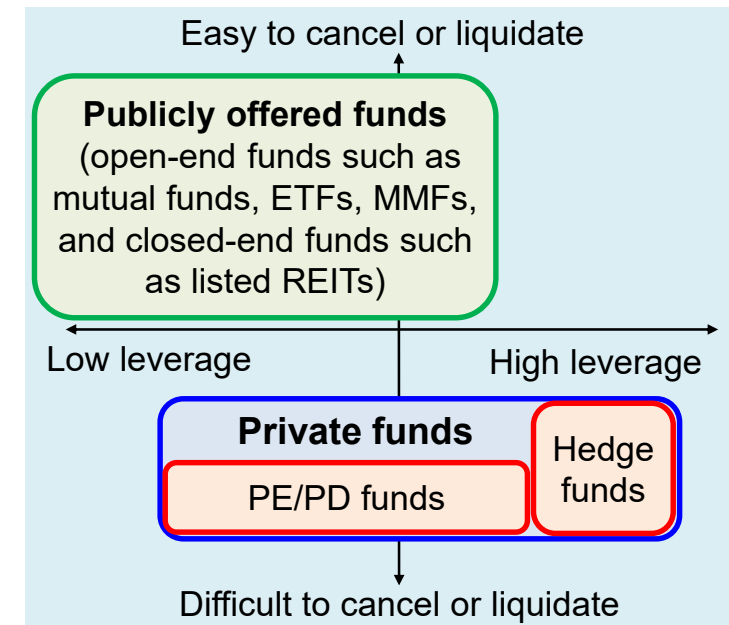 Easy to cancel or liquidate
Publicly offered funds
(open-end funds such as
mutual funds, ETFs, MMFs,
and closed-end funds such
as listed REITs)
Low leverage
High leverage
Private funds
Hedge
funds
PE/PD funds
Difficult to cancel or liquidate